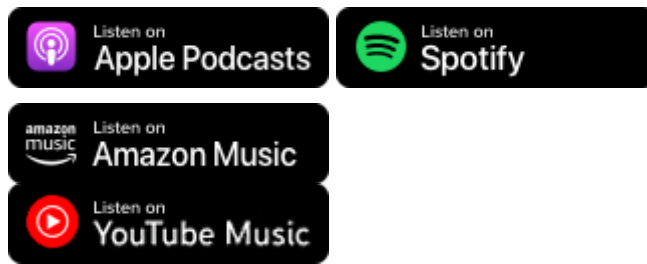 Listen on
Apple Podcasts
Listen on
Spotify
amazon
music
Listen on
Amazon Music
Listen on
YouTube Music